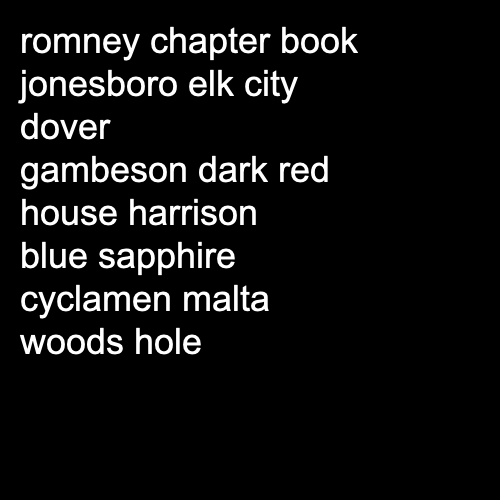 romney chapter book
jonesboro elk city
dover
gambeson dark red
house harrison
blue sapphire
cyclamen malta
woods hole